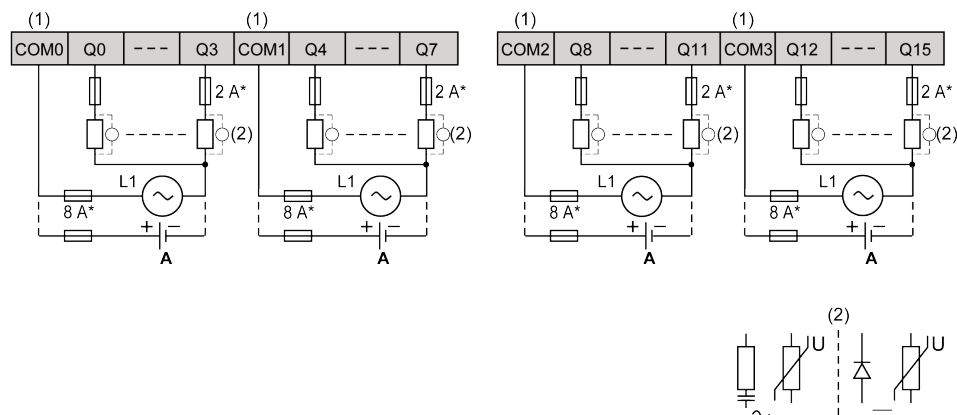 (1) (1) (1) (1)
COM0 Q0 --- Q3 COM1 Q4 --- Q7 COM2 Q8 --- Q11 COM3 Q12 --- Q15
2 A* 2 A* 2 A* 2 A*
(2) (2) (2) (2)
L1 L1 L1 L1
8 A* 8 A* 8 A* 8 A*
+ − + − + − + −
A A A A
(2)
U U